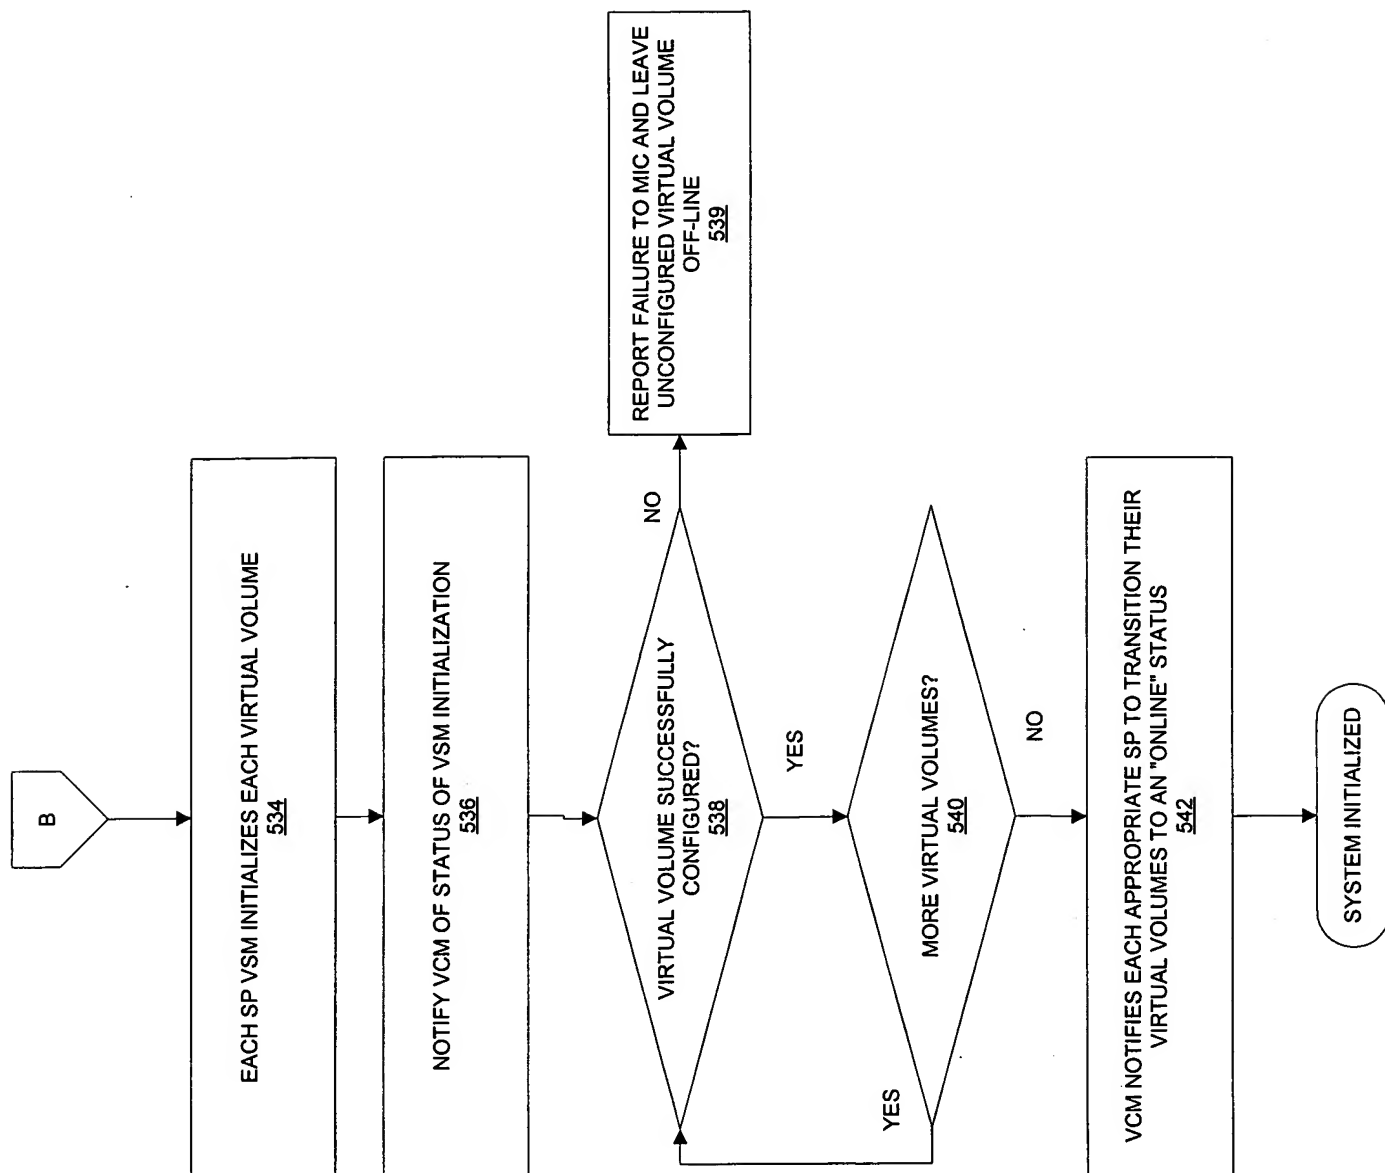 B
EACH SP VSM INITIALIZES EACH VIRTUAL VOLUME
534
NOTIFY VCM OF STATUS OF VSM INITIALIZATION
536
VIRTUAL VOLUME SUCCESSFULLY
CONFIGURED?
538
NO
REPORT FAILURE TO MIC AND LEAVE
UNCONFIGURED VIRTUAL VOLUME
OFF-LINE
539
YES
MORE VIRTUAL VOLUMES?
540
YES
NO
VCM NOTIFIES EACH APPROPRIATE SP TO TRANSITION THEIR
VIRTUAL VOLUMES TO AN "ONLINE" STATUS
542
SYSTEM INITIALIZED